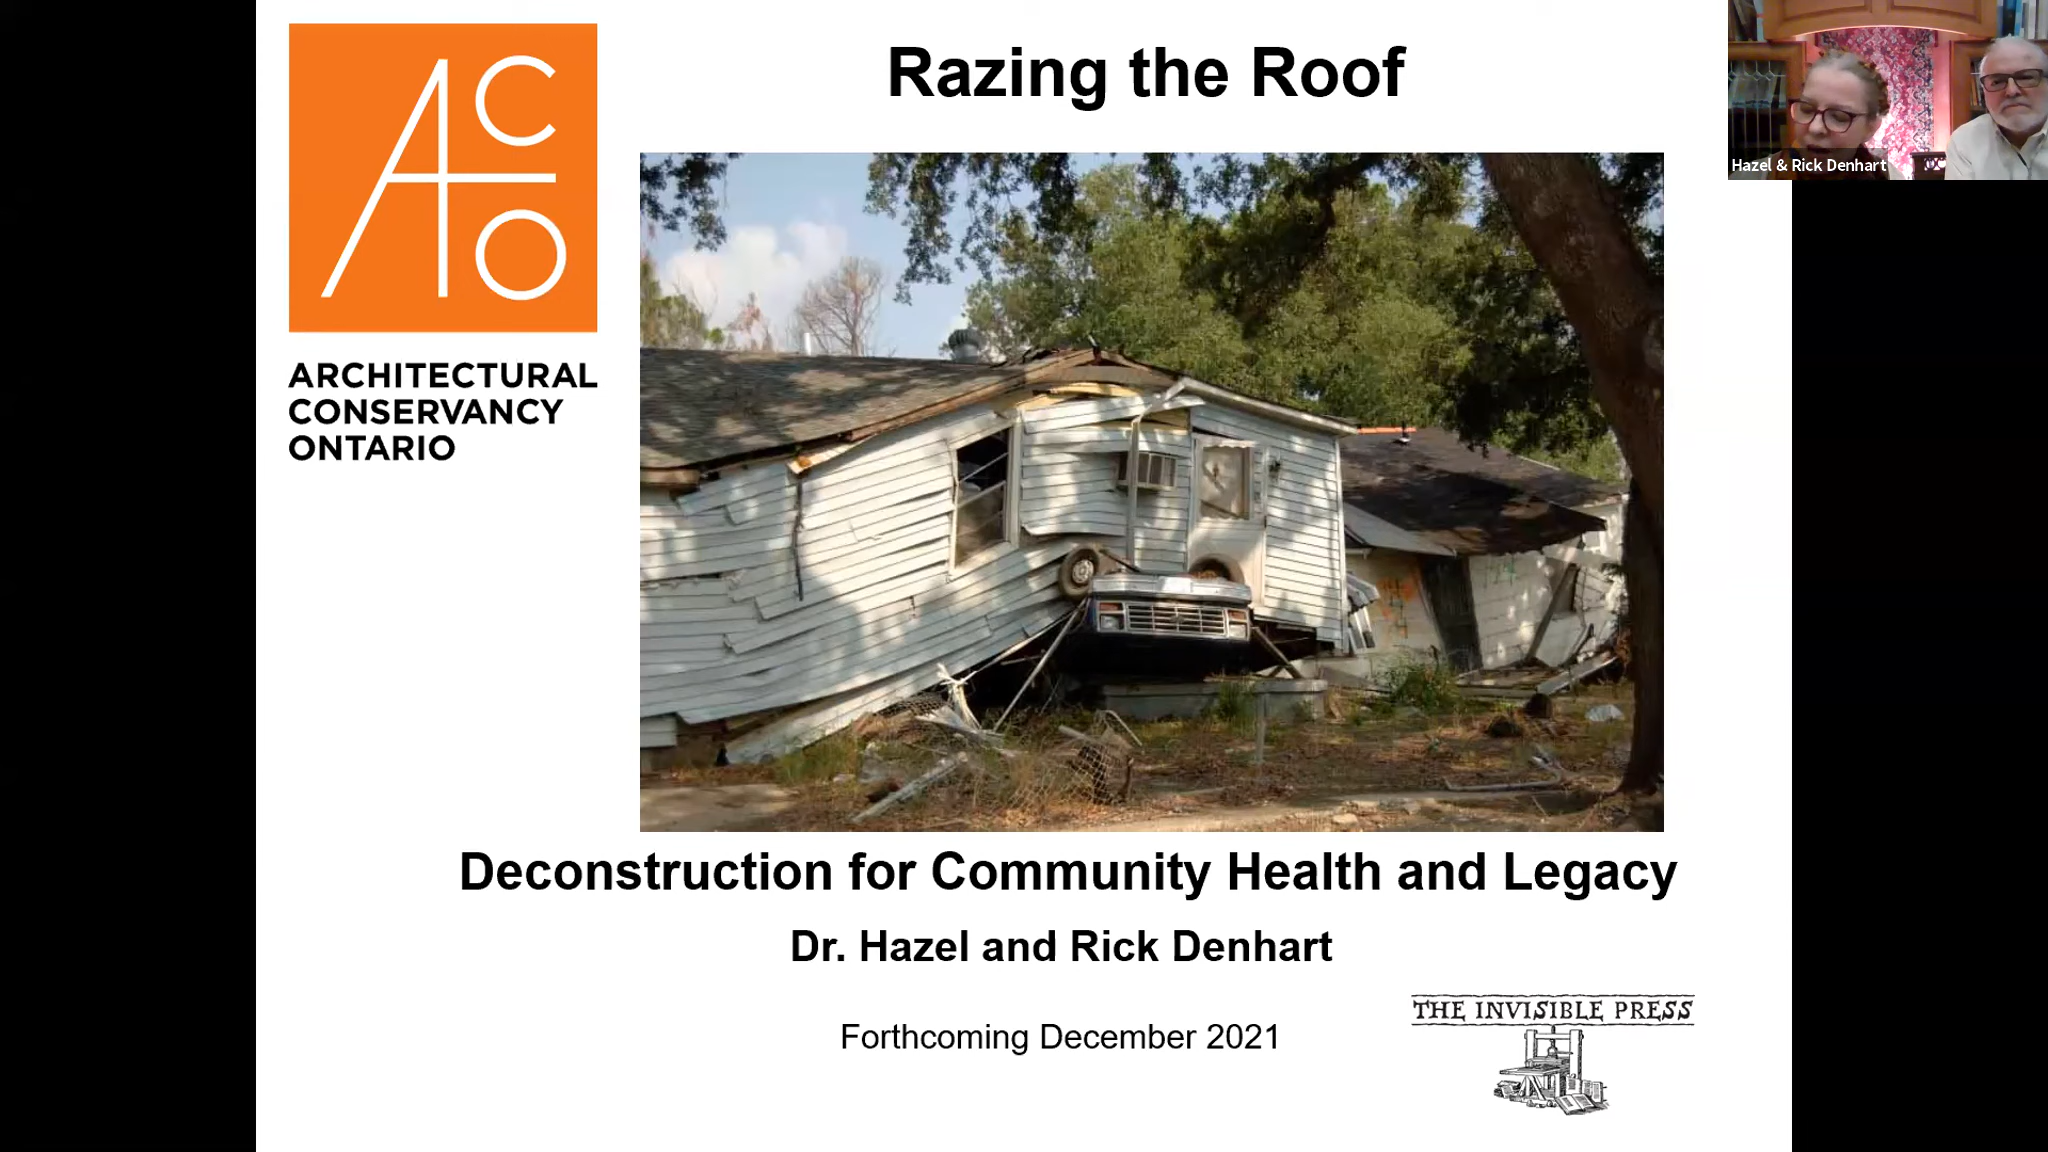 ACO
ARCHITECTURAL
CONSERVANCY
ONTARIO
Razing the Roof
Hazel & Rick Denhart
Deconstruction for Community Health and Legacy
Dr. Hazel and Rick Denhart
Forthcoming December 2021
THE INVISIBLE PRESS